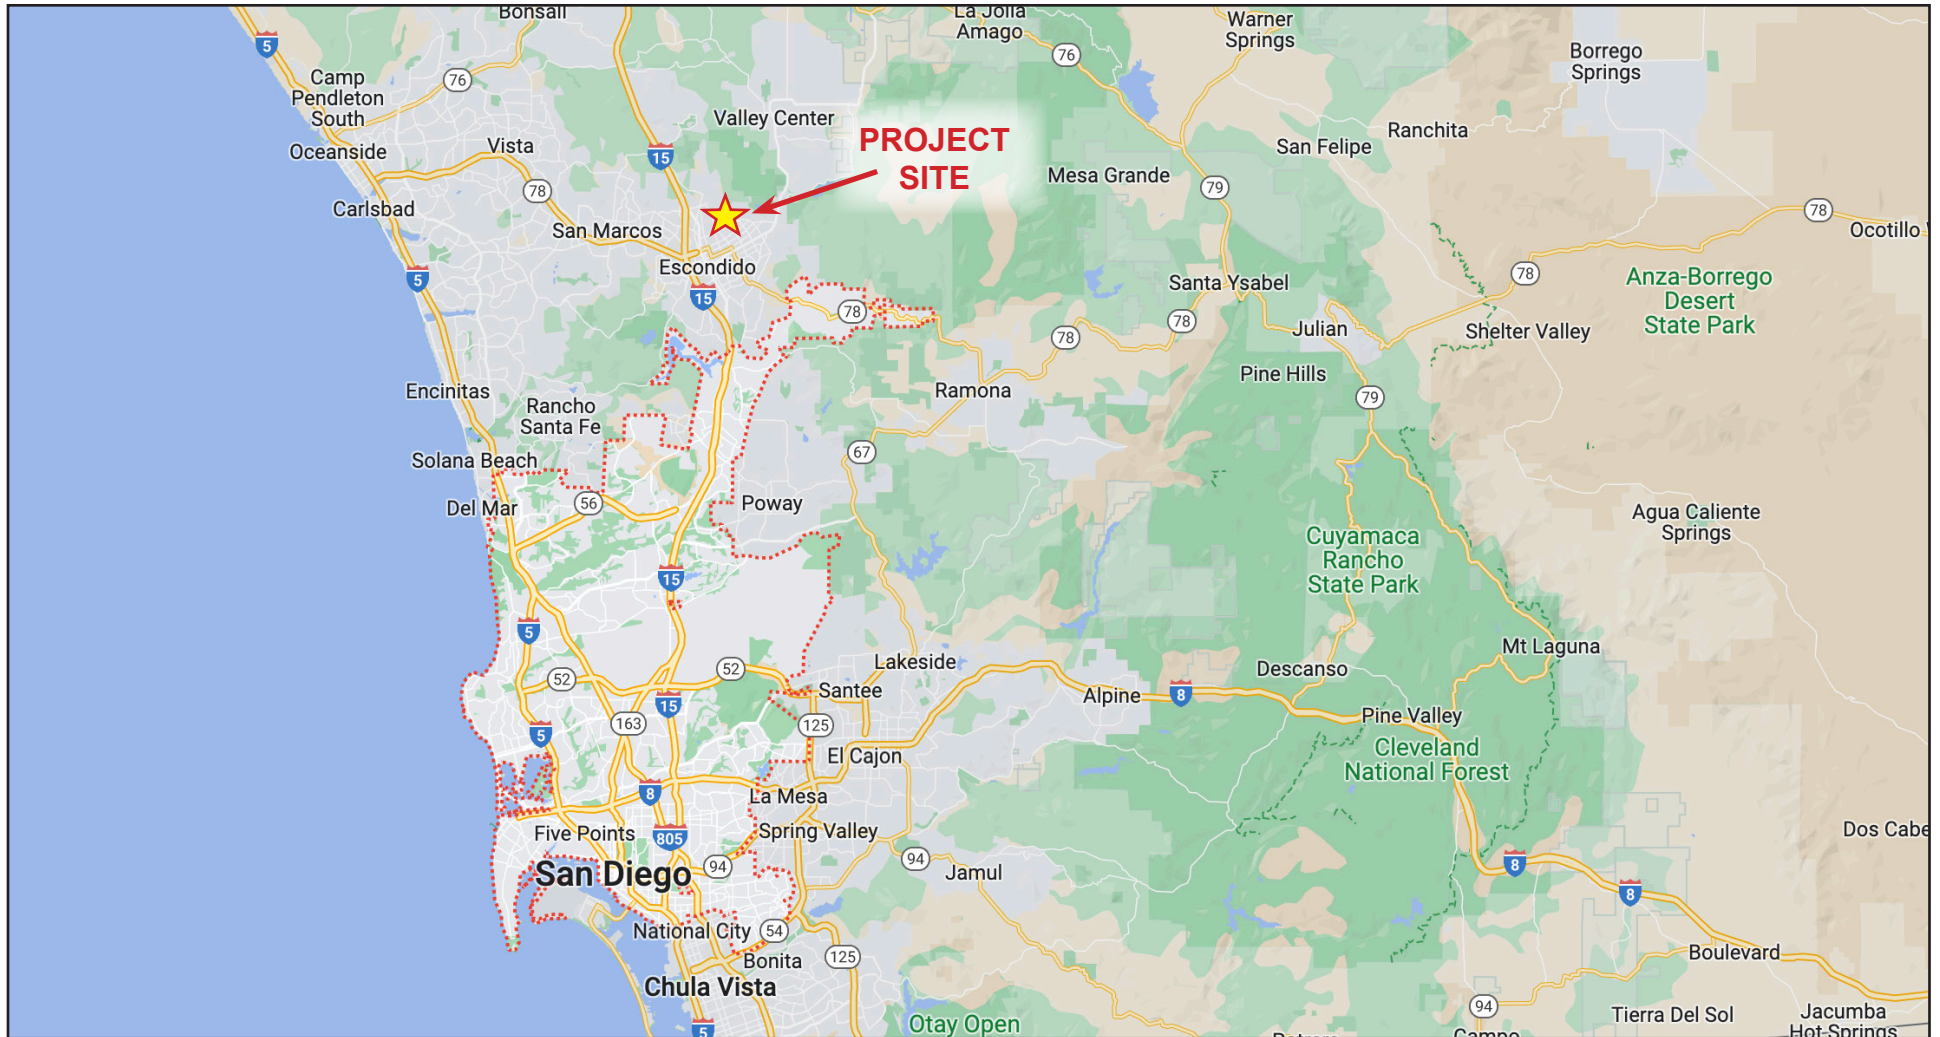 Bonsall
La Jolla
Amago
Warner
Springs
5
76
76
Borrego
Springs
Camp
Pendleton
South
Valley Center
PROJECT
SITE
Ranchita
San Felipe
Oceanside
Vista
15
Mesa Grande
78
79
Carlsbad
78
San Marcos
Ocotillo
Escondido
5
15
Santa Ysabel
78
Anza-Borrego
Desert
State Park
78
78
78
Julian
Shelter Valley
Pine Hills
Encinitas
Ramona
79
Rancho
Santa Fe
67
Solana Beach
56
Poway
Del Mar
Agua Caliente
Springs
Cuyamaca
Rancho
State Park
15
5
Mt Laguna
52
52
Lakeside
Descanso
Santee
Alpine
8
15
163
125
Pine Valley
5
Cleveland
National Forest
El Cajon
8
La Mesa
Five Points
805
Spring Valley
Dos Cabe
San Diego
94
94
Jamul
8
8
National City
54
Bonita
125
Boulevard
Chula Vista
94
5
Otay Open
Tierra Del Sol
Jacumba
Hot Springs
Campo